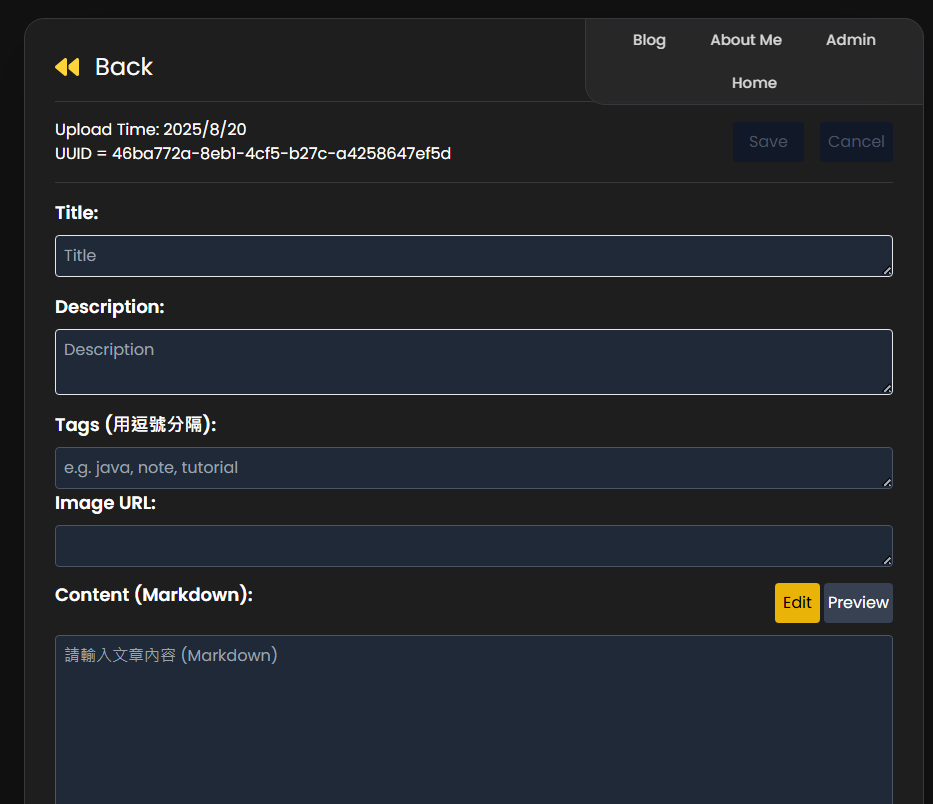 Blog About Me Admin
Home
Back
Upload Time: 2025/8/20
UUID = 46ba772a-8eb1-4cf5-b27c-a4258647ef5d
Save Cancel
Title:
Title
Description:
Description
Tags (用逗號分隔):
e.g. java, note, tutorial
Image URL:
Content (Markdown):
Edit Preview
請輸入文章內容 (Markdown)